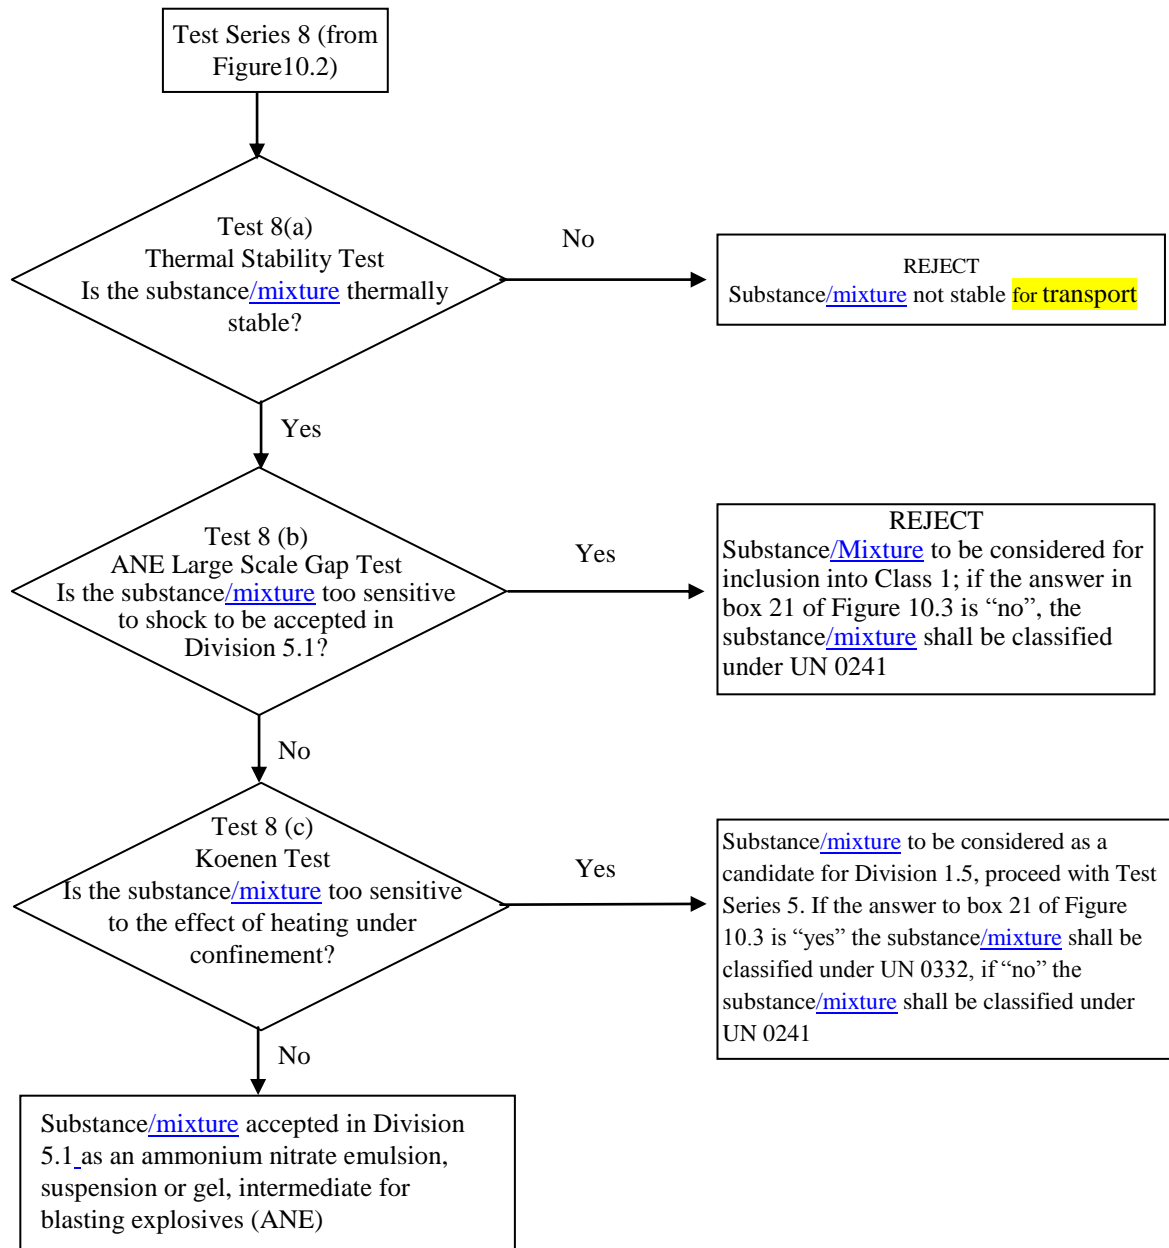 Test Series 8 (from
Figure10.2)
Test 8(a)
Thermal Stability Test
Is the substance/mixture thermally
stable?
No
REJECT
Substance/mixture not stable for transport
Yes
Test 8 (b)
ANE Large Scale Gap Test
Is the substance/mixture too sensitive
to shock to be accepted in
Division 5.1?
Yes
REJECT
Substance/Mixture to be considered for
inclusion into Class 1; if the answer in
box 21 of Figure 10.3 is “no”, the
substance/mixture shall be classified
under UN 0241
No
Test 8 (c)
Koenen Test
Is the substance/mixture too sensitive
to the effect of heating under
confinement?
Yes
Substance/mixture to be considered as a
candidate for Division 1.5, proceed with Test
Series 5. If the answer to box 21 of Figure
10.3 is “yes” the substance/mixture shall be
classified under UN 0332, if “no” the
substance/mixture shall be classified under
UN 0241
No
Substance/mixture accepted in Division
5.1 as an ammonium nitrate emulsion,
suspension or gel, intermediate for
blasting explosives (ANE)